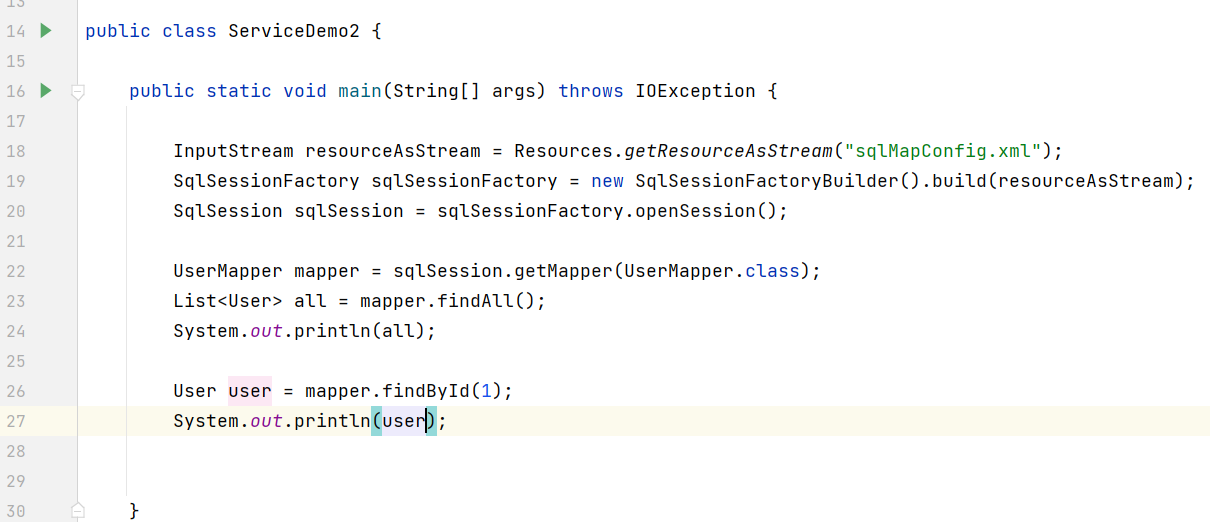 13
14 public class ServiceDemo2 {
15
16 public static void main(String[] args) throws IOException {
17
18 InputStream resourceAsStream = Resources.getResourceAsStream("sqlMapConfig.xml");
19 SqlSessionFactory sqlSessionFactory = new SqlSessionFactoryBuilder().build(resourceAsStream);
20 SqlSession sqlSession = sqlSessionFactory.openSession();
21
22 UserMapper mapper = sqlSession.getMapper(UserMapper.class);
23 List<User> all = mapper.findAll();
24 System.out.println(all);
25
26 User user = mapper.findById(1);
27 System.out.println(user);
28
29
30 }